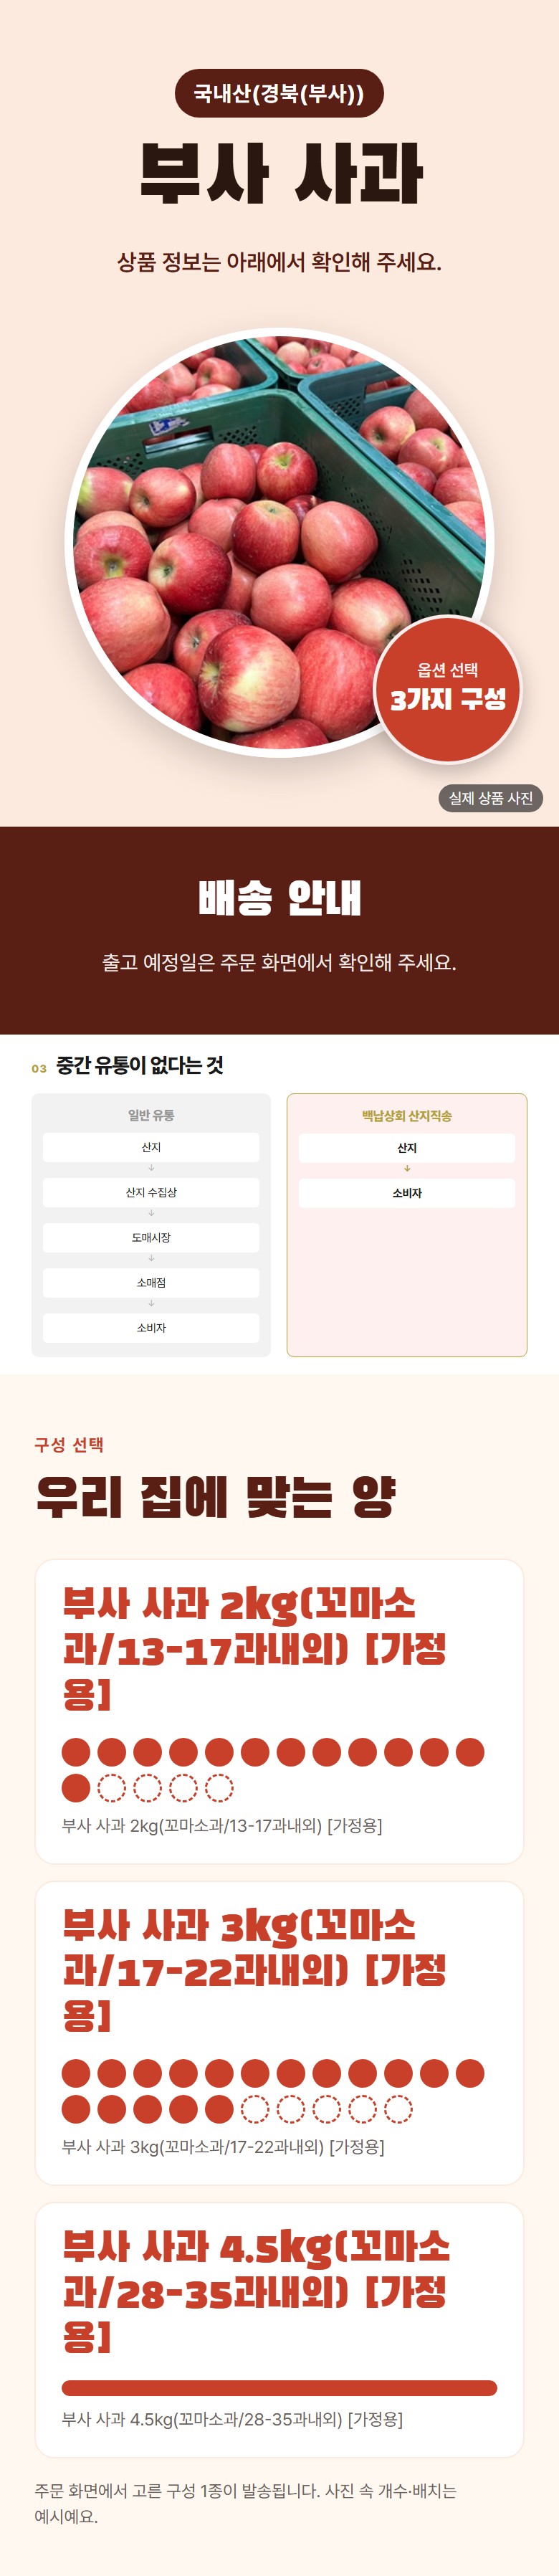 국내산(경북(부사))
부사 사과
상품 정보는 아래에서 확인해 주세요.
옵션 선택
3가지 구성
실제 상품 사진
배송 안내
출고 예정일은 주문 화면에서 확인해 주세요.
03 중간 유통이 없다는 것
일반 유통
산지
↓
산지 수집상
↓
도매시장
↓
소매점
↓
소비자
백납상회 산지직송
산지
↓
소비자
구성 선택
우리 집에 맞는 양
부사 사과 2kg(꼬마소
과/13-17과내외) [가정
용]
부사 사과 2kg(꼬마소과/13-17과내외) [가정용]
부사 사과 3kg(꼬마소
과/17-22과내외) [가정
용]
부사 사과 3kg(꼬마소과/17-22과내외) [가정용]
부사 사과 4.5kg(꼬마소
과/28-35과내외) [가정
용]
부사 사과 4.5kg(꼬마소과/28-35과내외) [가정용]
주문 화면에서 고른 구성 1종이 발송됩니다. 사진 속 개수·배치는
예시예요.